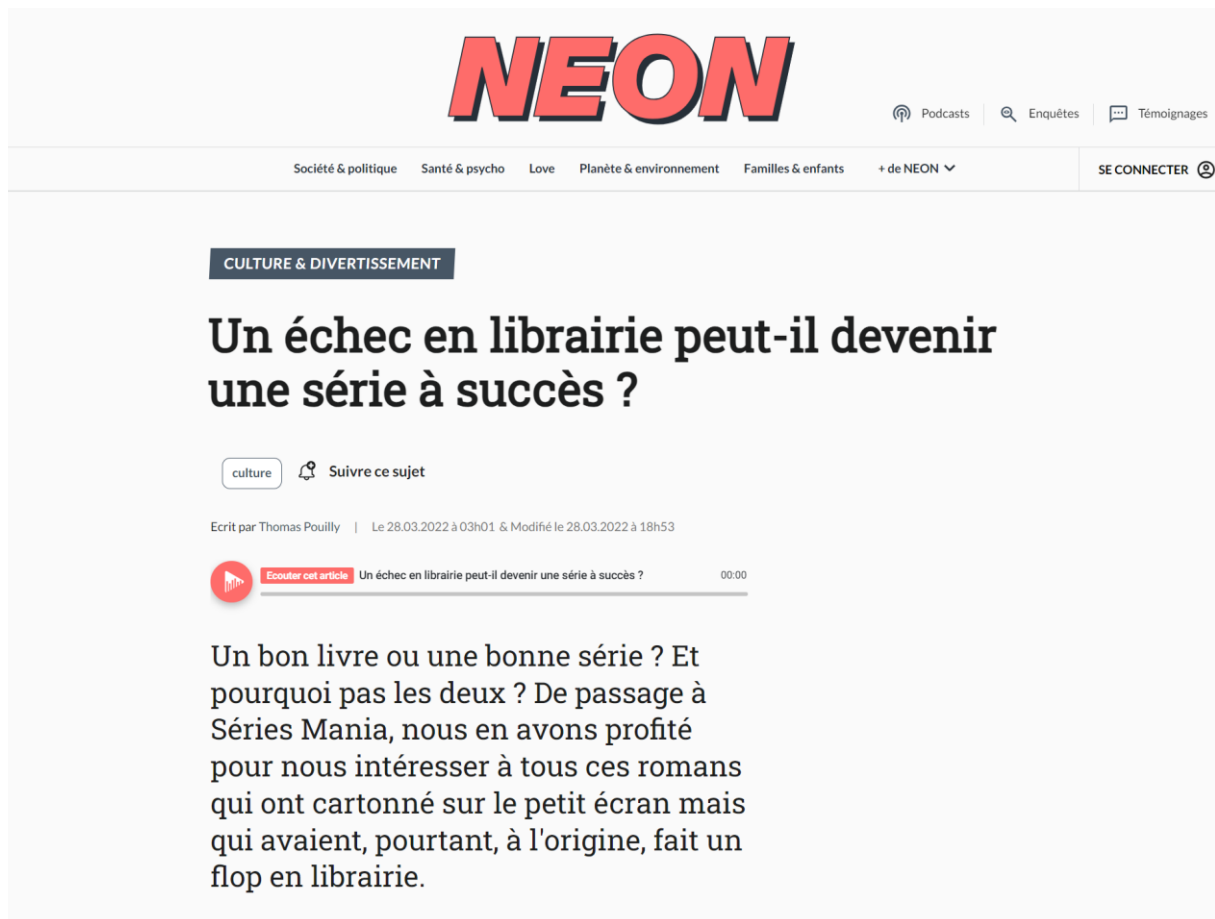 NEON
Podcasts
Enquêtes
Témoignages
Société & politique Santé & psycho Love Planète & environnement Familles & enfants + de NEON
SE CONNECTER
CULTURE & DIVERTISSEMENT
Un échec en librairie peut-il devenir
une série à succès ?
culture
Suivre ce sujet
Ecrit par Thomas Pouilly | Le 28.03.2022 à 03h01 & Modifié le 28.03.2022 à 18h53
Ecouter cet article Un échec en librairie peut-il devenir une série à succès ? 00:00
Un bon livre ou une bonne série ? Et
pourquoi pas les deux ? De passage à
Séries Mania, nous en avons profité
pour nous intéresser à tous ces romans
qui ont cartonné sur le petit écran mais
qui avaient, pourtant, à l'origine, fait un
flop en librairie.